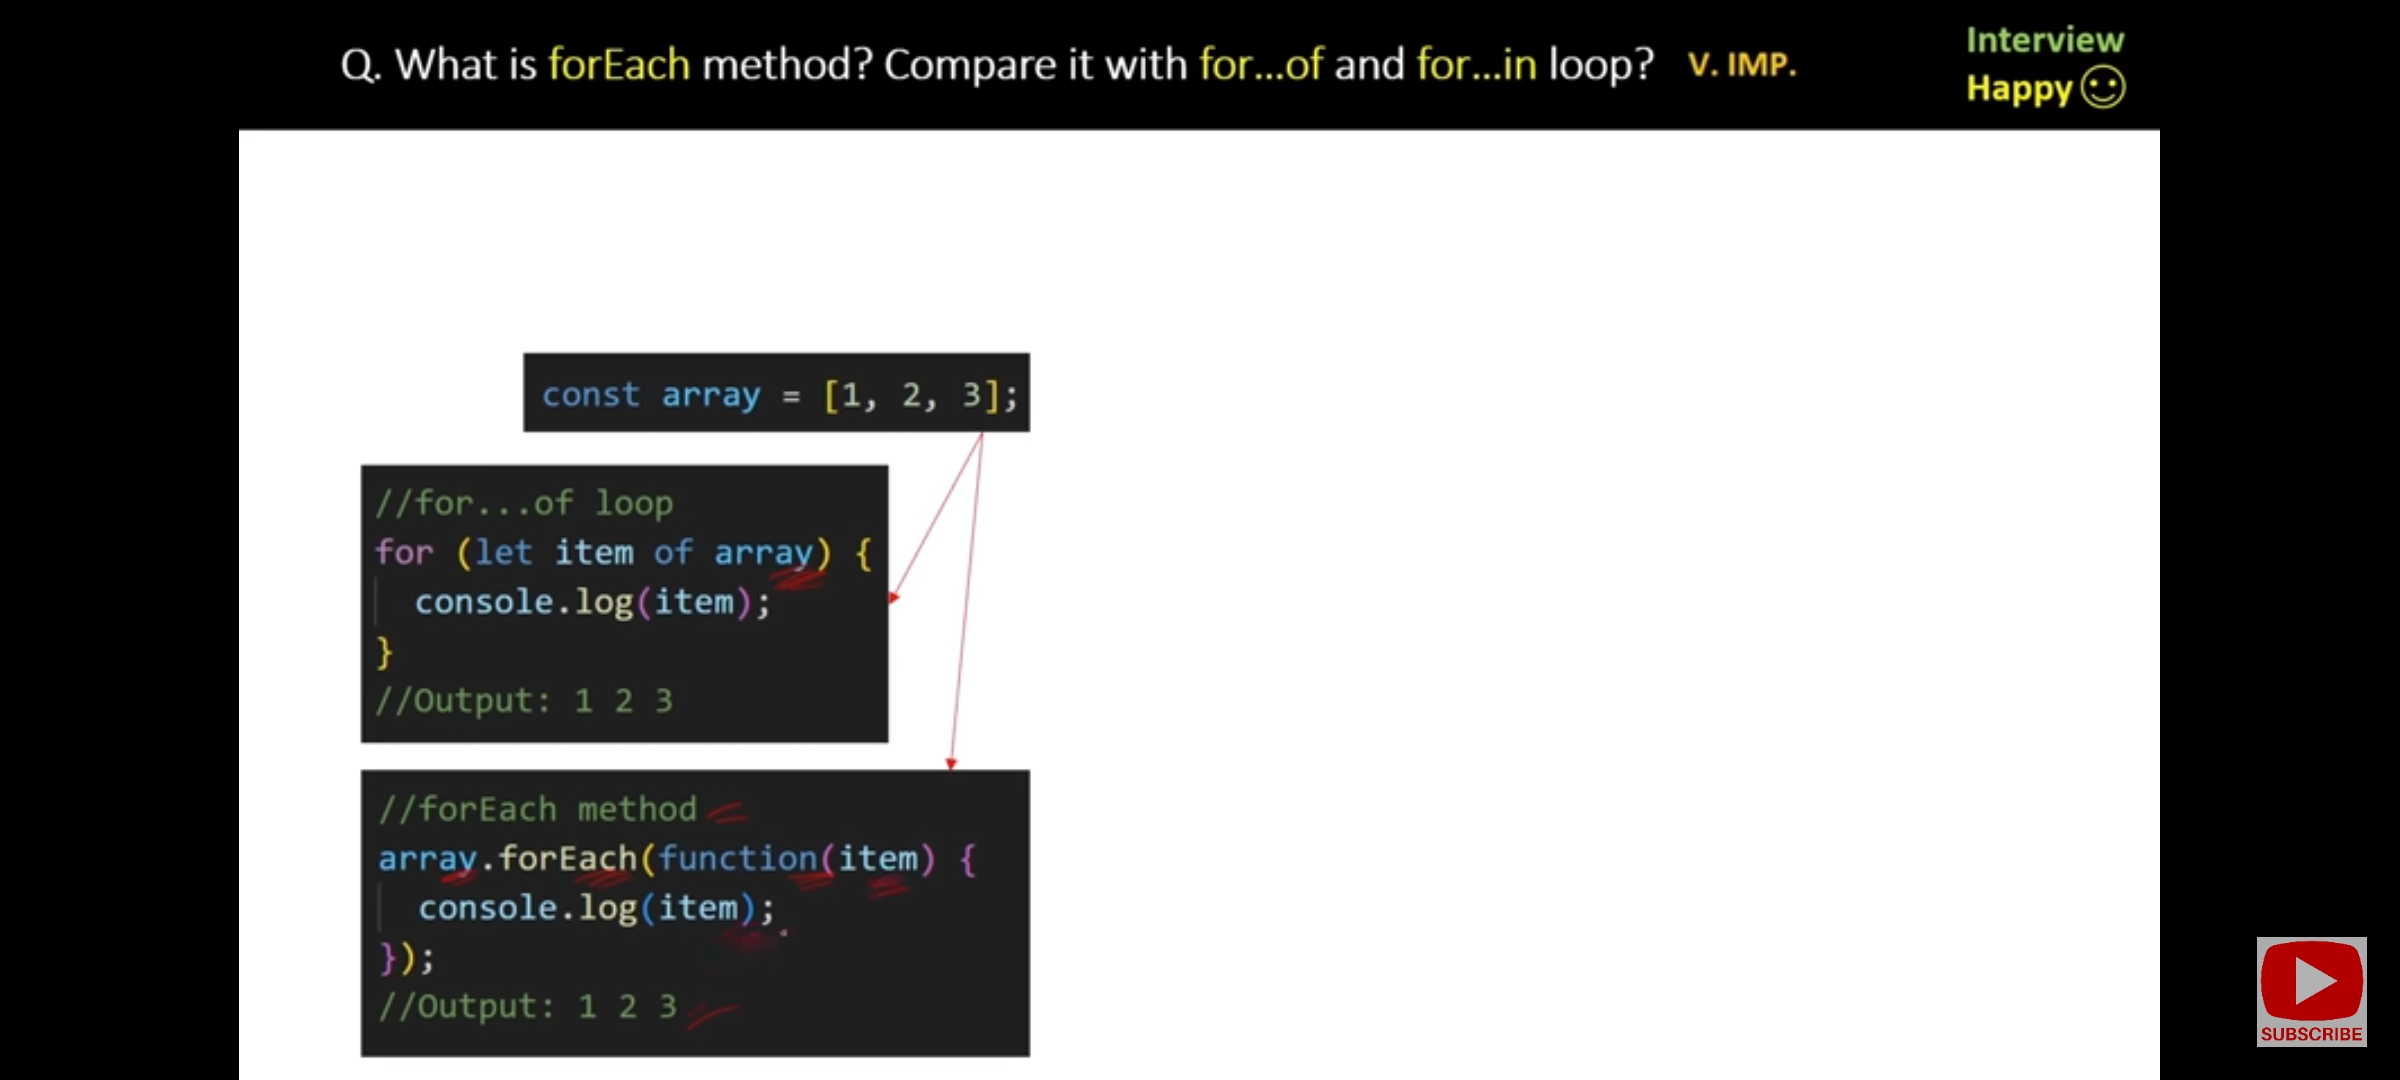 Q. What is forEach method? Compare it with for...of and for...in loop? V. IMP.
Interview
Happy
const array = [1, 2, 3];
//for...of loop
for (let item of array) {
  console.log(item);
}
//Output: 1 2 3
//forEach method
array.forEach(function(item) {
  console.log(item);
});
//Output: 1 2 3
SUBSCRIBE